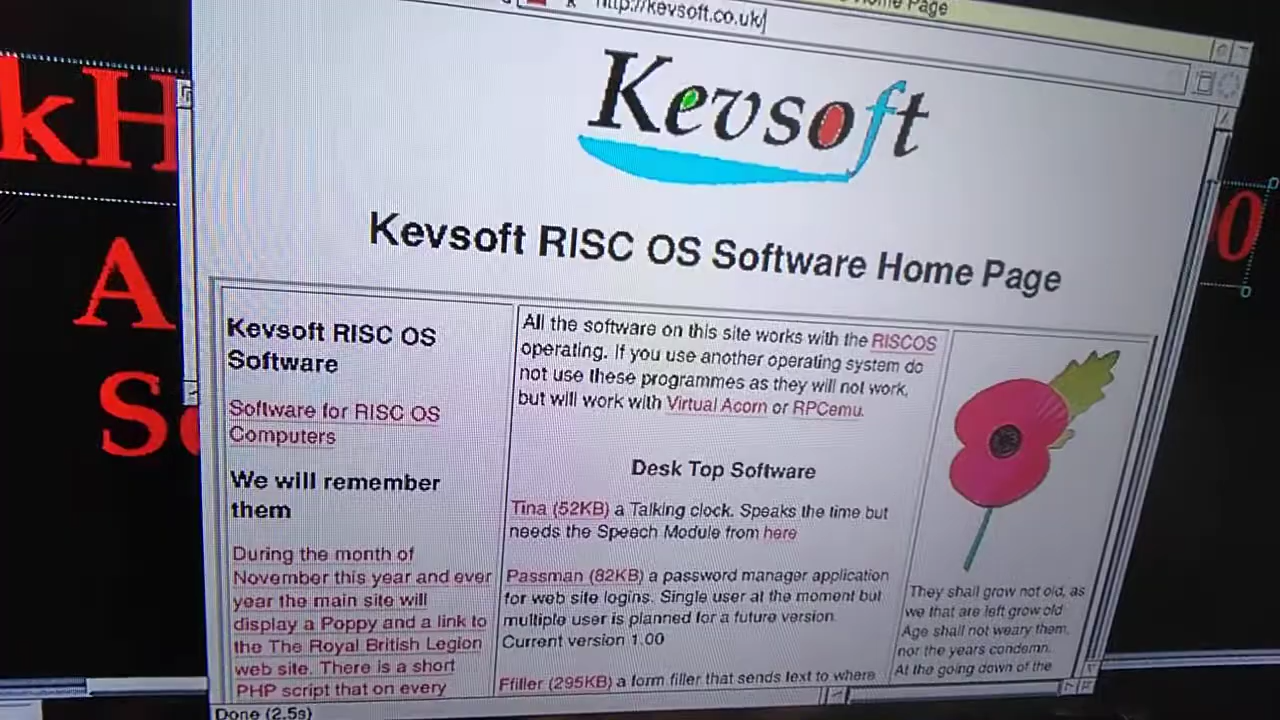 Home Page
http://kevsoft.co.uk/
Kevsoft
Kevsoft RISC OS Software Home Page
kH
A
S
0
Kevsoft RISC OS
Software
Software for RISC OS
Computers
We will remember
them
During the month of
November this year and ever
year the main site will
display a Poppy and a link to
the The Royal British Legion
web site. There is a short
PHP script that on every
All the software on this site works with the RISCOS
operating. If you use another operating system do
not use these programmes as they will not work,
but will work with Virtual Acorn or RPCemu.
Desk Top Software
Tina (52KB) a Talking clock. Speaks the time but
needs the Speech Module from here
Passman (82KB) a password manager application
for web site logins. Single user at the moment but
multiple user is planned for a future version.
Current version 1.00
Ffiller (295KB) a form filler that sends text to where
They shall grow not old, as
we that are left grow old
Age shall not weary them,
nor the years condemn.
At the going down of the
Done (2.5s)